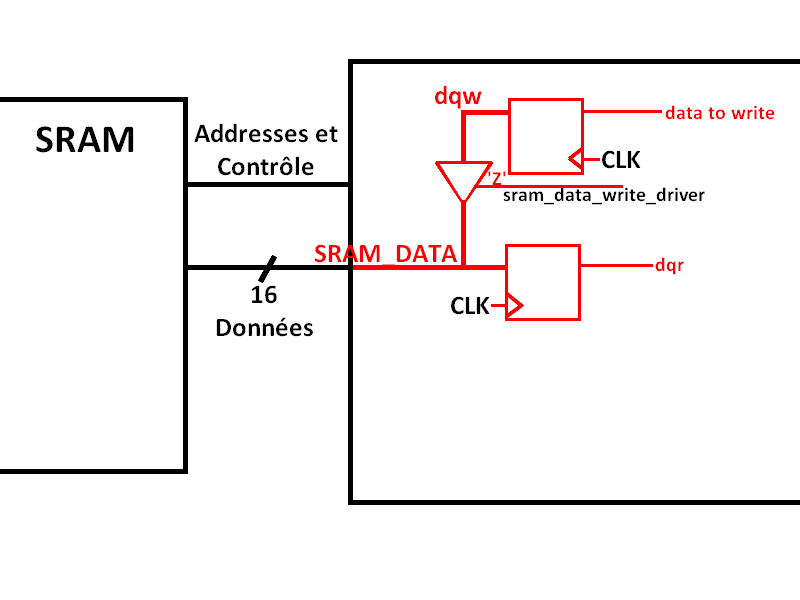 SRAM
Addresses et
Contrôle
dqw
data to write
CLK
'Z'
sram_data_write_driver
SRAM_DATA
dqr
16
Données
CLK